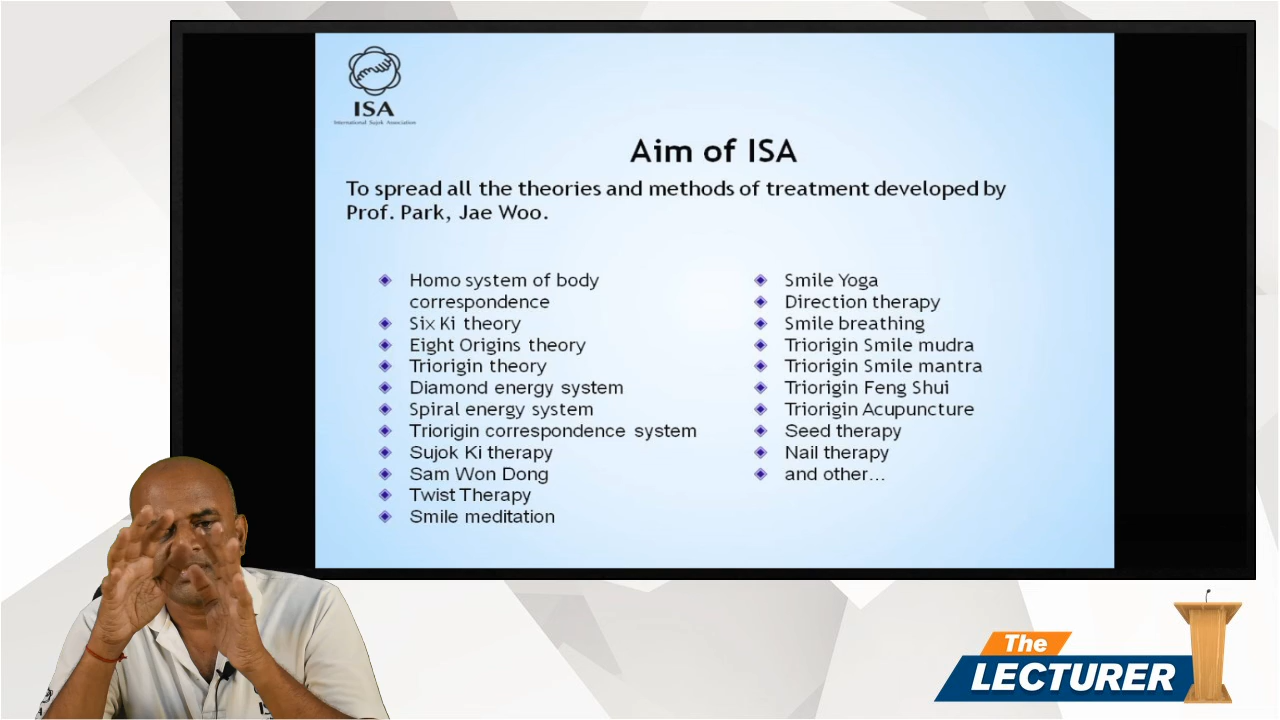 ISA
International Sujok Association
Aim of ISA
To spread all the theories and methods of treatment developed by
Prof. Park, Jae Woo.
Homo system of body
correspondence
Six Ki theory
Eight Origins theory
Triorigin theory
Diamond energy system
Spiral energy system
Triorigin correspondence system
Sujok Ki therapy
Sam Won Dong
Twist Therapy
Smile meditation
Smile Yoga
Direction therapy
Smile breathing
Triorigin Smile mudra
Triorigin Smile mantra
Triorigin Feng Shui
Triorigin Acupuncture
Seed therapy
Nail therapy
and other...
ISA
The
LECTURER